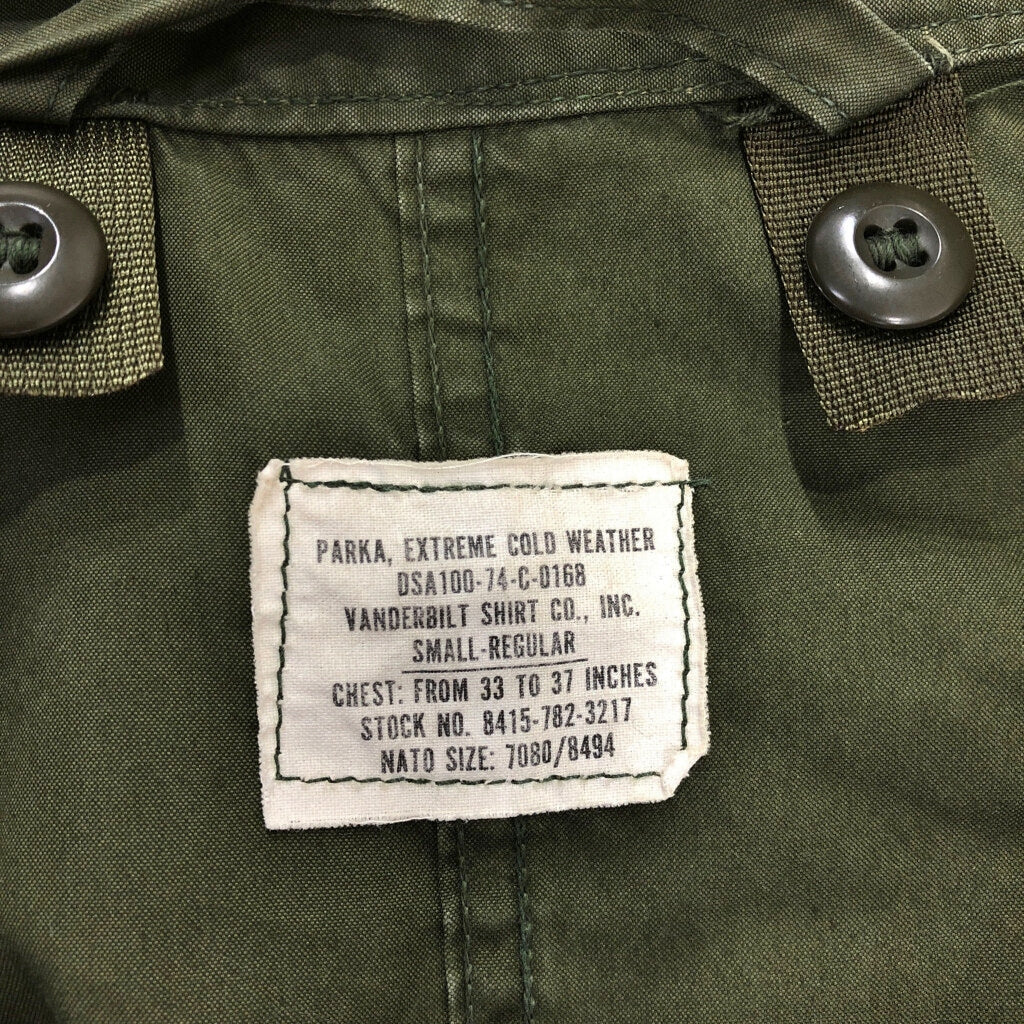 PARKA, EXTREME COLD WEATHER
DSA100-74-C-0168
VANDERBILT SHIRT CO., INC.
SMALL-REGULAR
CHEST: FROM 33 TO 37 INCHES
STOCK NO. 8415-782-3217
NATO SIZE: 7080/8494